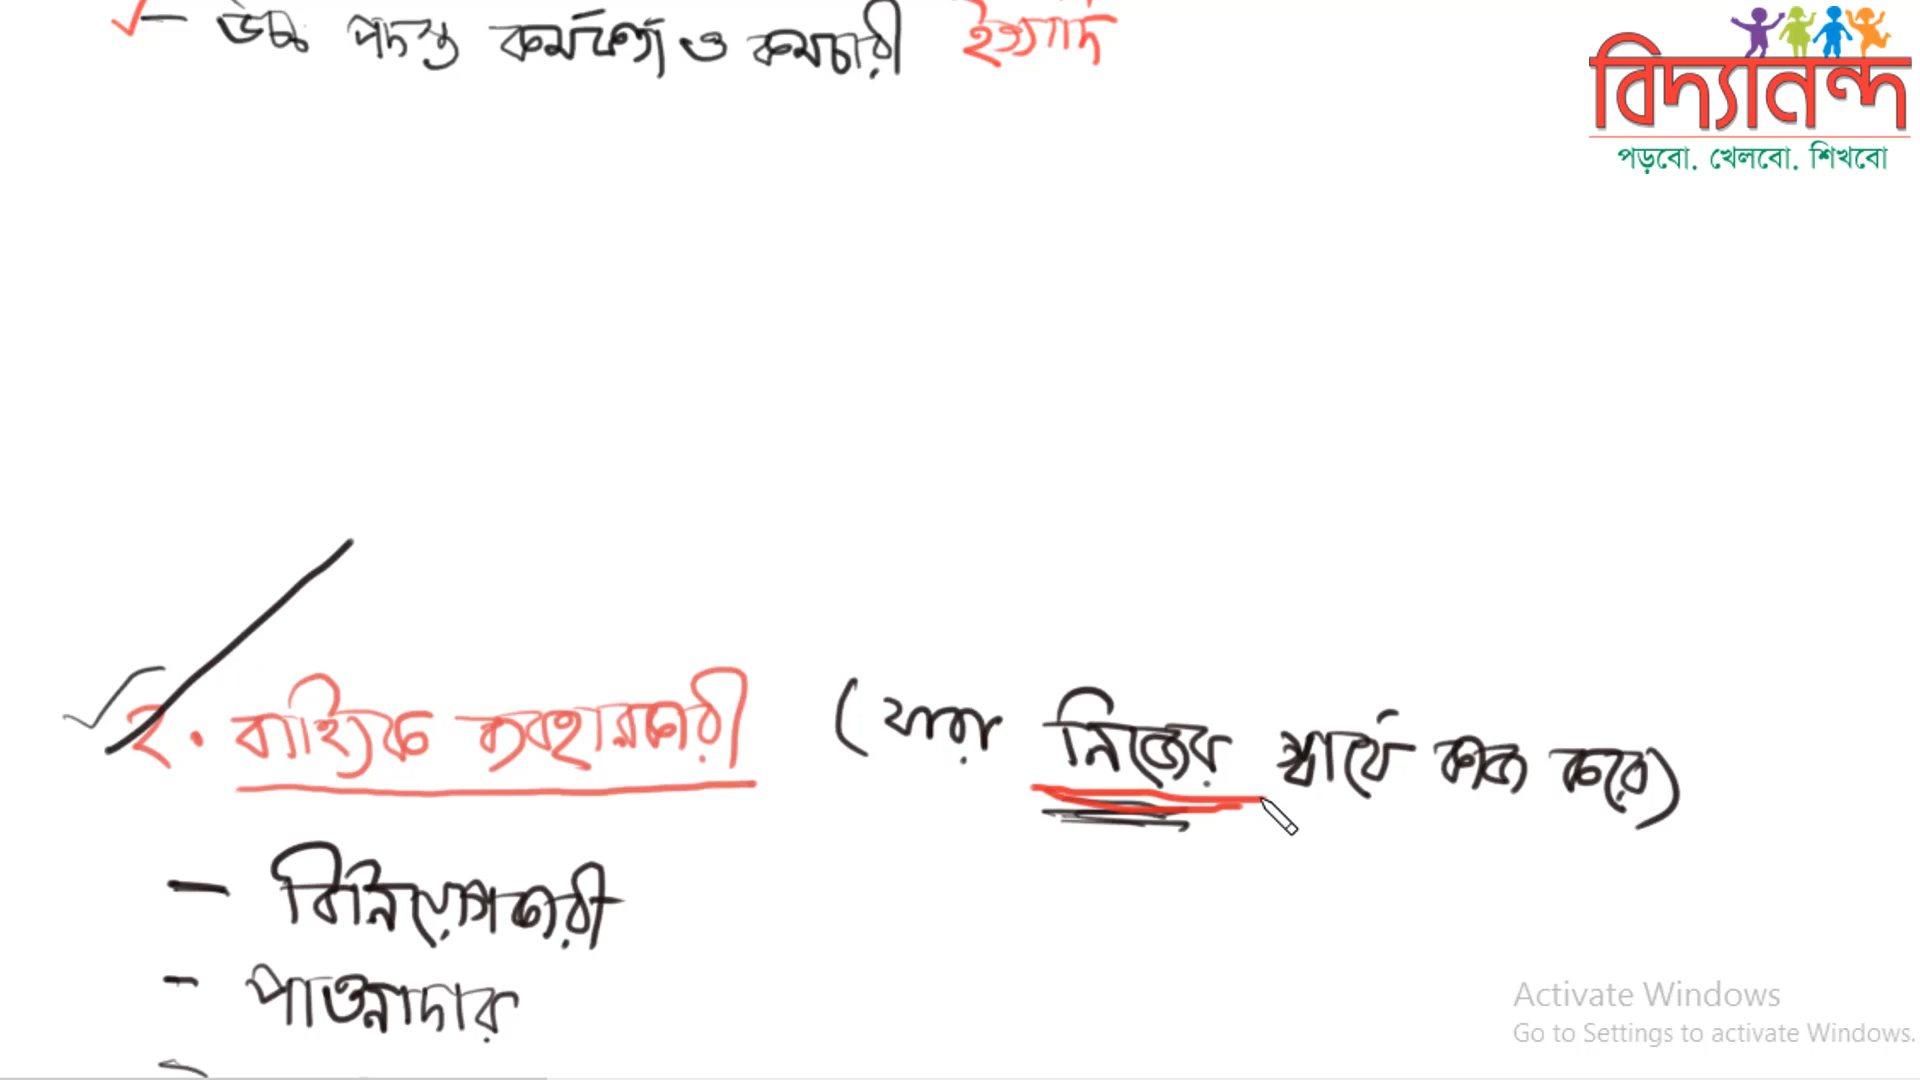 – উচ্চ পদস্থ কর্মকর্তা ও কর্মচারী ইত্যাদি
বিদ্যানন্দ
পড়বো. খেলবো. শিখবো
২. বাহ্যিক ব্যবহারকারী (যারা নিজের স্বার্থে কাজ করে)
– বিনিয়োগকারী
– পাওনাদার
Activate Windows
Go to Settings to activate Windows.